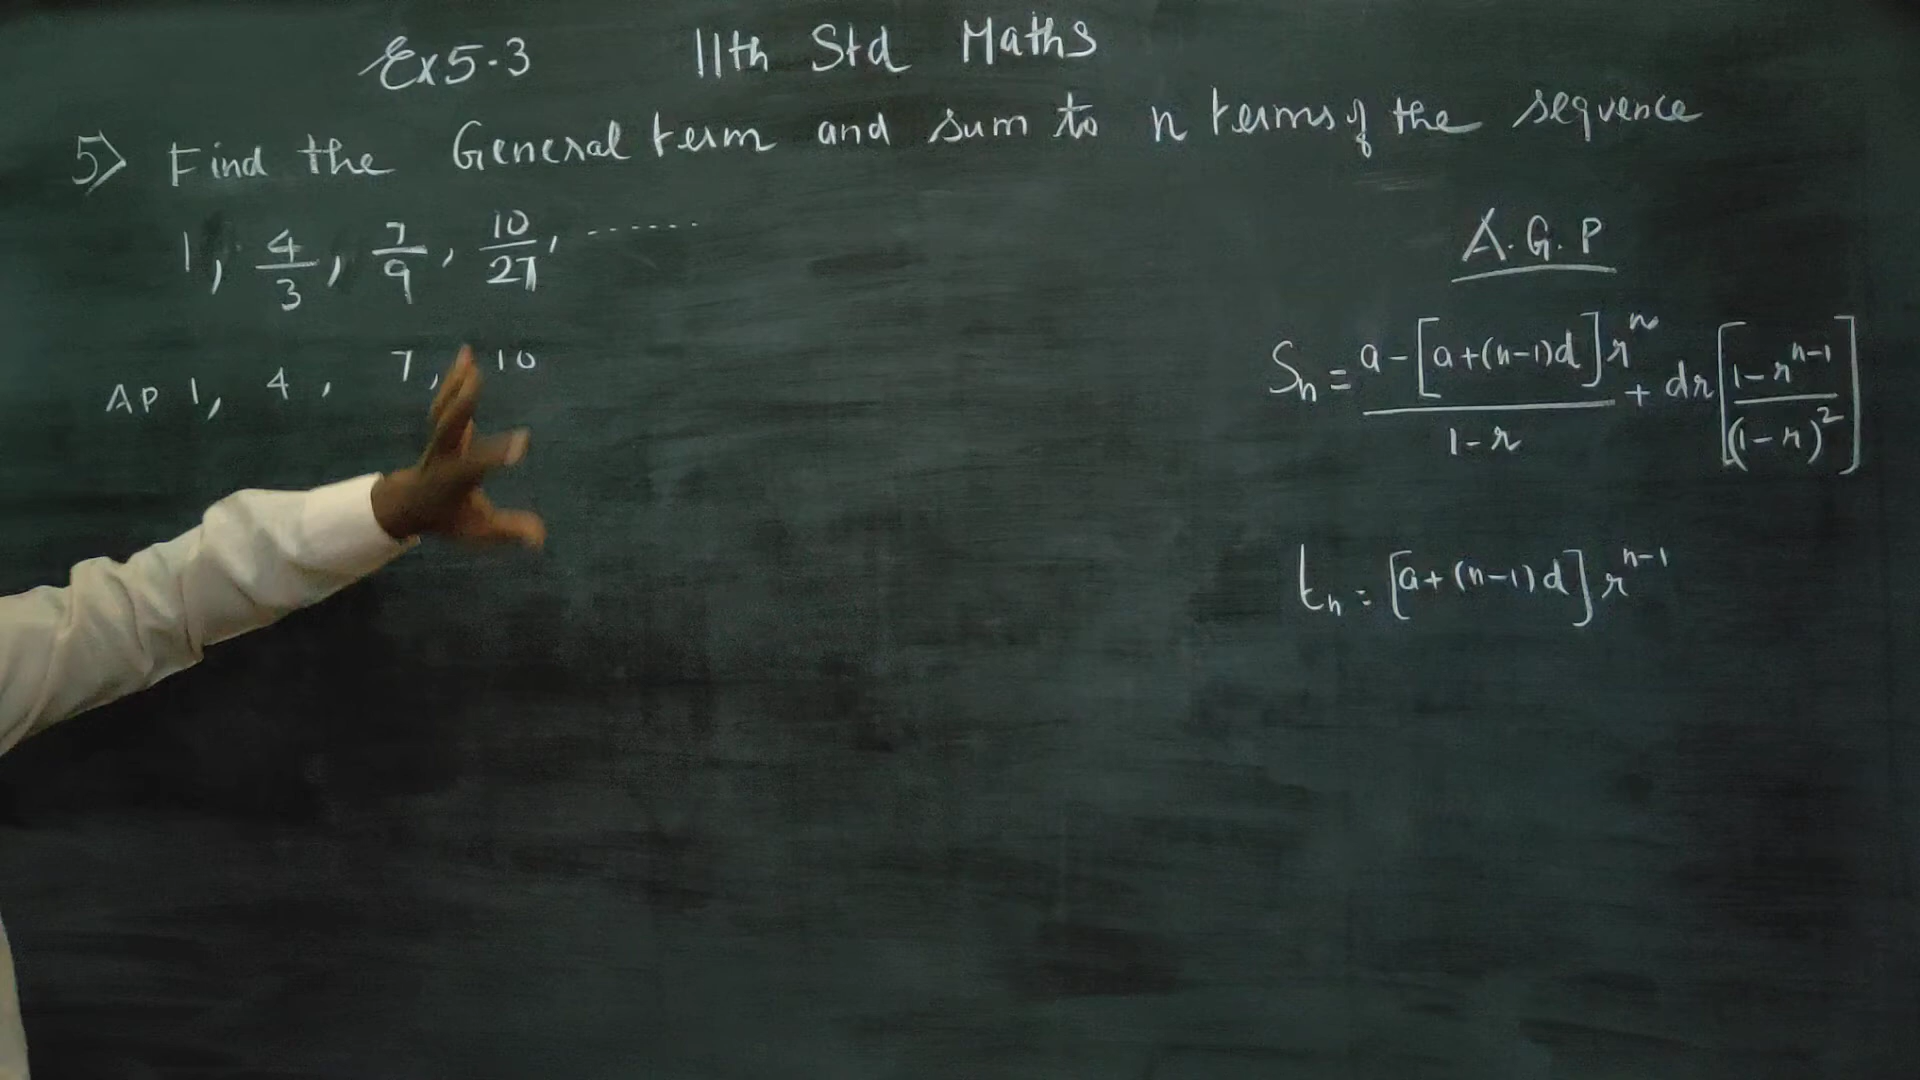 Ex 5.3 11th Std Maths
5) Find the General term and sum to n terms of the sequence
1, 4/3, 7/9, 10/27, .......
AP 1, 4, 7, 10
A.G.P
Sn = a-[a+(n-1)d]r^n / 1-r + dr[1-r^(n-1) / (1-r)^2]
tn = [a+(n-1)d] r^(n-1)